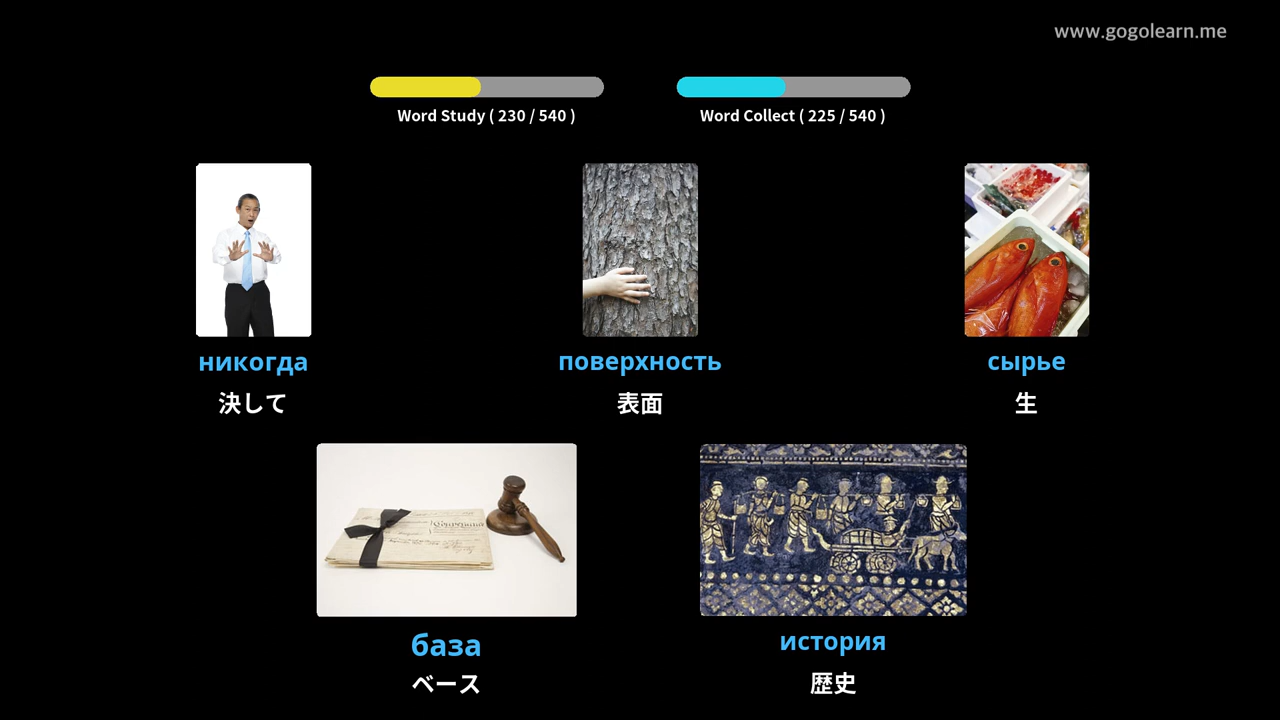 www.gogolearn.me
Word Study ( 230 / 540 )
Word Collect ( 225 / 540 )
никогда
決して
поверхность
表面
сырье
生
база
ベース
история
歴史